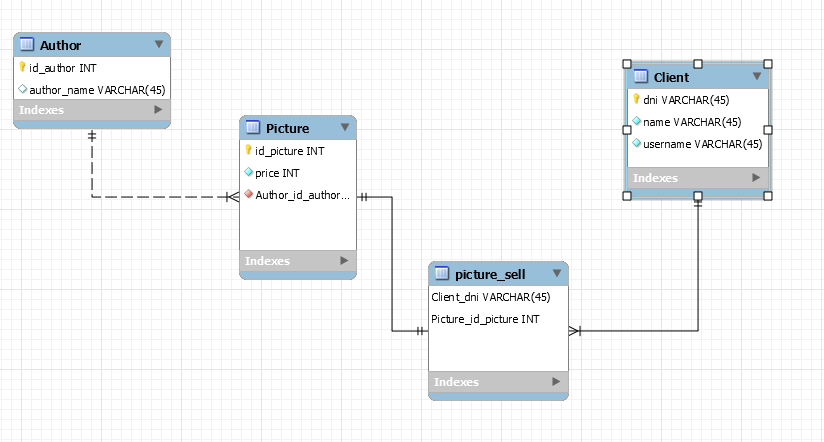 Author
id_author INT
author_name VARCHAR(45)
Indexes
Picture
id_picture INT
price INT
Author_id_author...
Indexes
Client
dni VARCHAR(45)
name VARCHAR(45)
username VARCHAR(45)
Indexes
picture_sell
Client_dni VARCHAR(45)
Picture_id_picture INT
Indexes